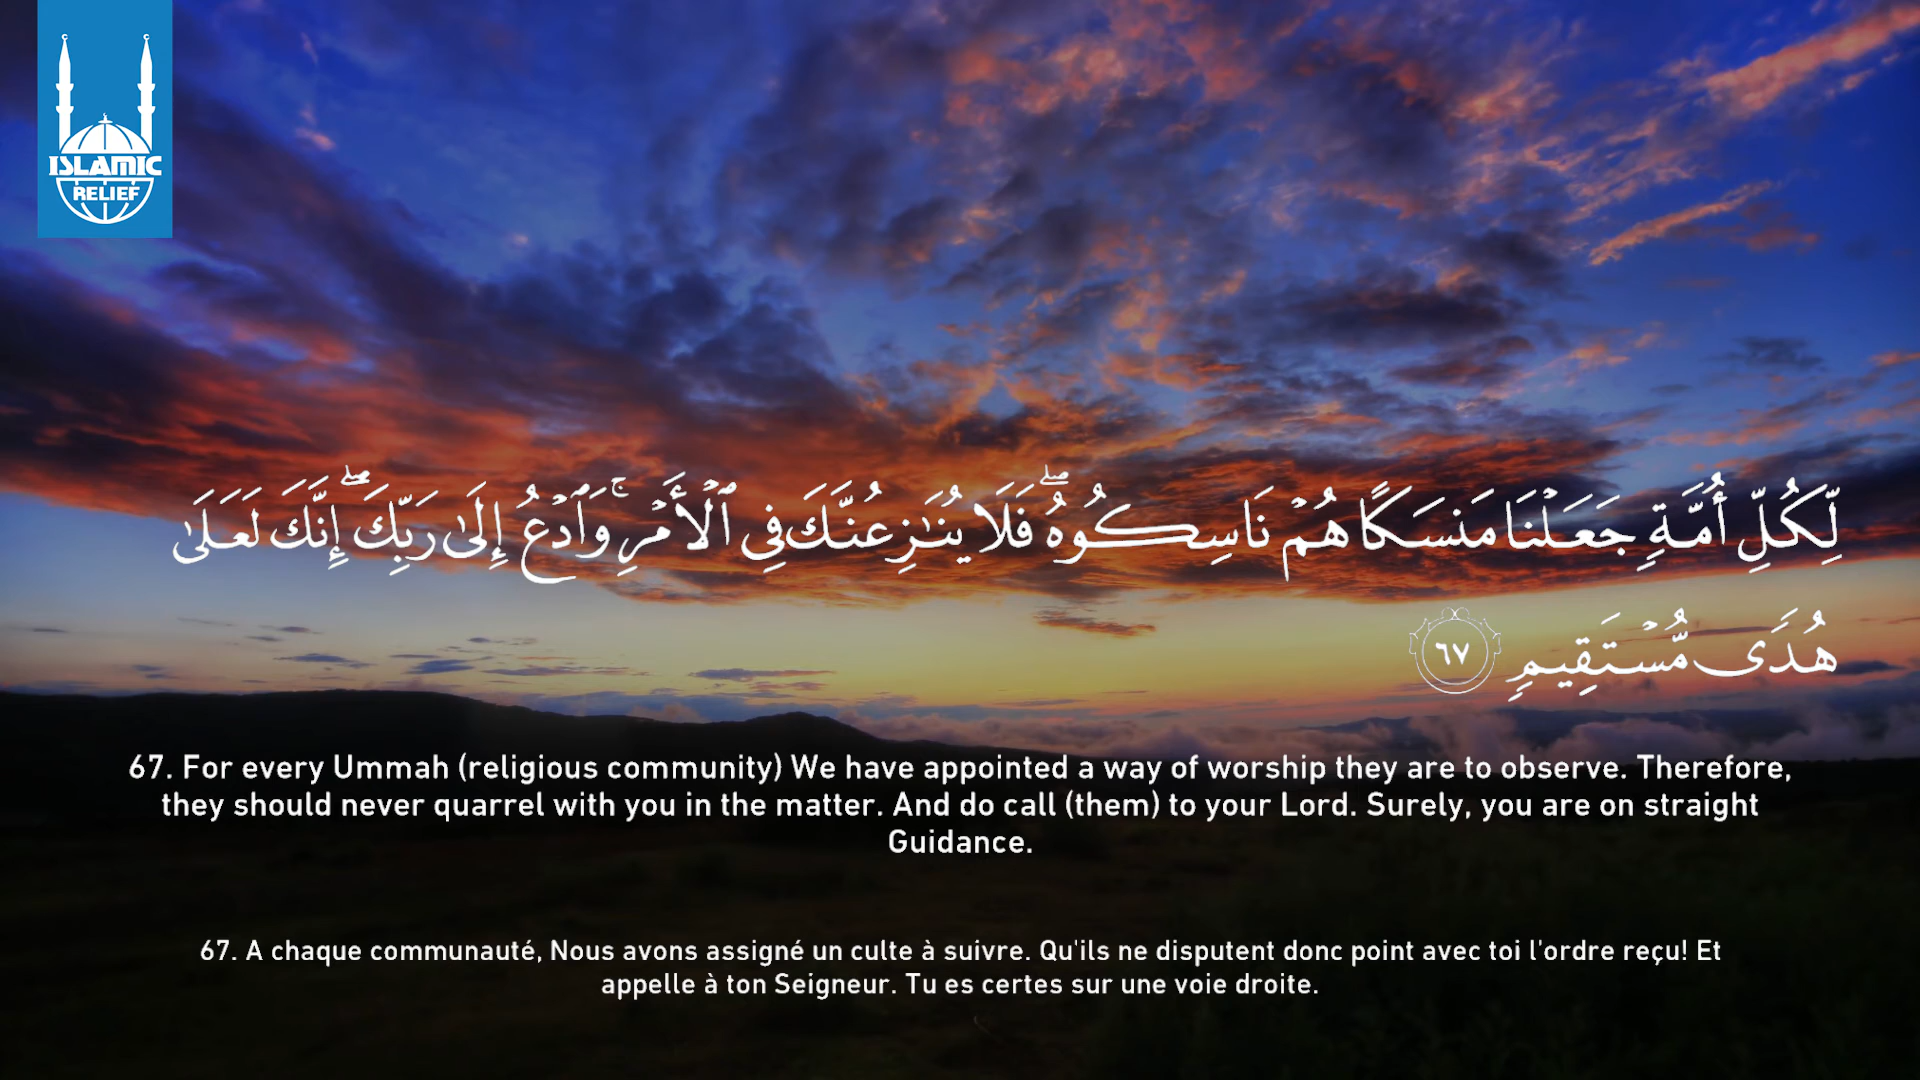 ISLAMIC
RELIEF
لِّكُلِّ أُمَّةٍ جَعَلْنَا مَنسَكًا هُمْ نَاسِكُوهُ ۖ فَلَا يُنَٰزِعُنَّكَ فِى ٱلْأَمْرِ ۚ وَٱدْعُ إِلَىٰ رَبِّكَ ۖ إِنَّكَ لَعَلَىٰ
هُدًى مُّسْتَقِيمٍ ٦٧
67. For every Ummah (religious community) We have appointed a way of worship they are to observe. Therefore,
they should never quarrel with you in the matter. And do call (them) to your Lord. Surely, you are on straight
Guidance.
67. A chaque communauté, Nous avons assigné un culte à suivre. Qu'ils ne disputent donc point avec toi l'ordre reçu! Et
appelle à ton Seigneur. Tu es certes sur une voie droite.